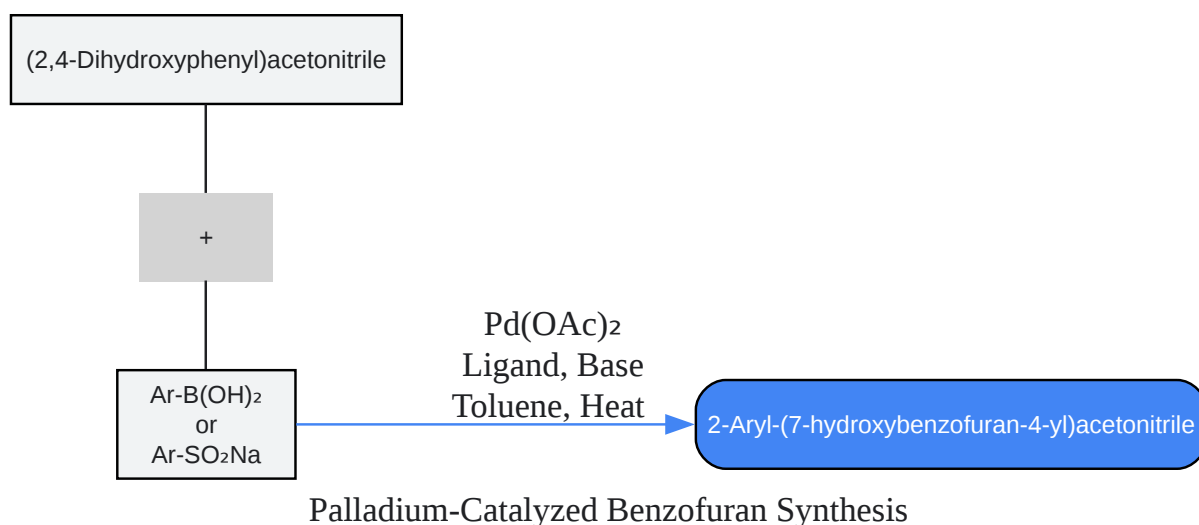 (2,4-Dihydroxyphenyl)acetonitrile
+
Ar-B(OH)₂
or
Ar-SO₂Na
Pd(OAc)₂
Ligand, Base
Toluene, Heat
2-Aryl-(7-hydroxybenzofuran-4-yl)acetonitrile
Palladium-Catalyzed Benzofuran Synthesis